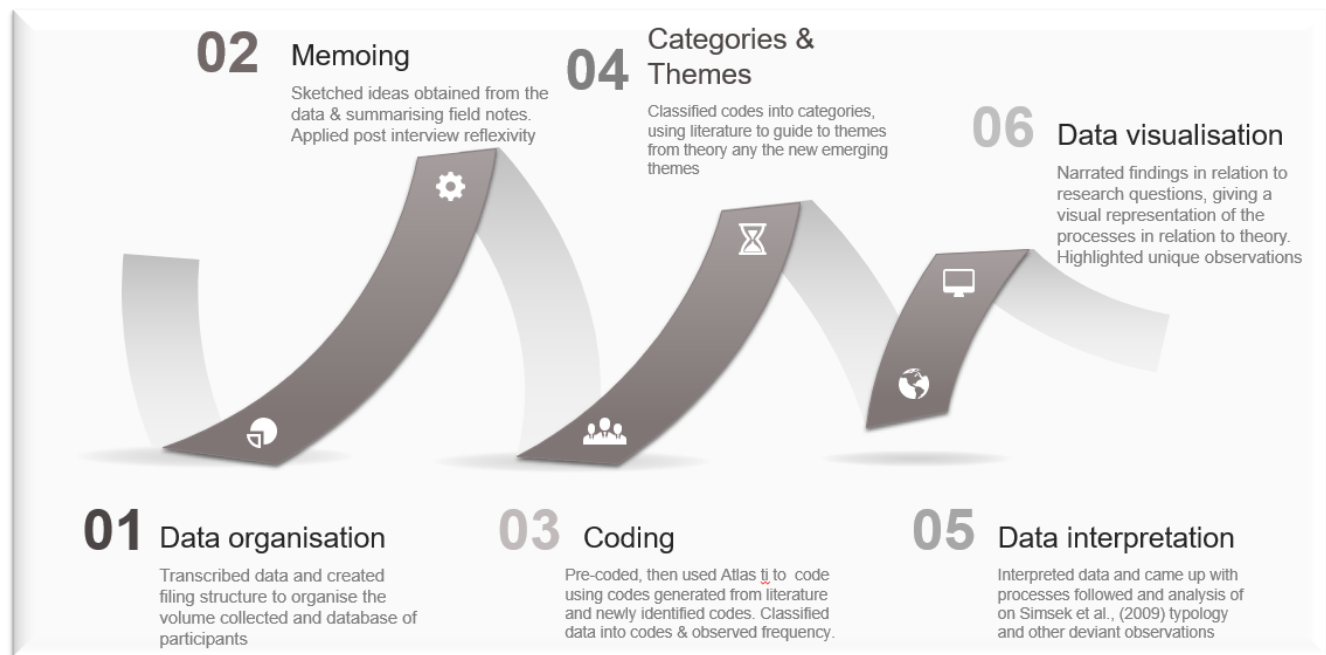 01
Data organisation
Transcribed data and created
filing structure to organise the
volume collected and database of
participants
02
Memoing
Sketched ideas obtained from the
data & summarising field notes.
Applied post interview reflexivity
03
Coding
Pre-coded, then used Atlas ti to code
using codes generated from literature
and newly identified codes. Classified
data into codes & observed frequency.
04
Categories &
Themes
Classified codes into categories,
using literature to guide to themes
from theory any the new emerging
themes
05
Data interpretation
Interpreted data and came up with
processes followed and analysis of
on Simsek et al., (2009) typology
and other deviant observations
06
Data visualisation
Narrated findings in relation to
research questions, giving a
visual representation of the
processes in relation to theory.
Highlighted unique observations